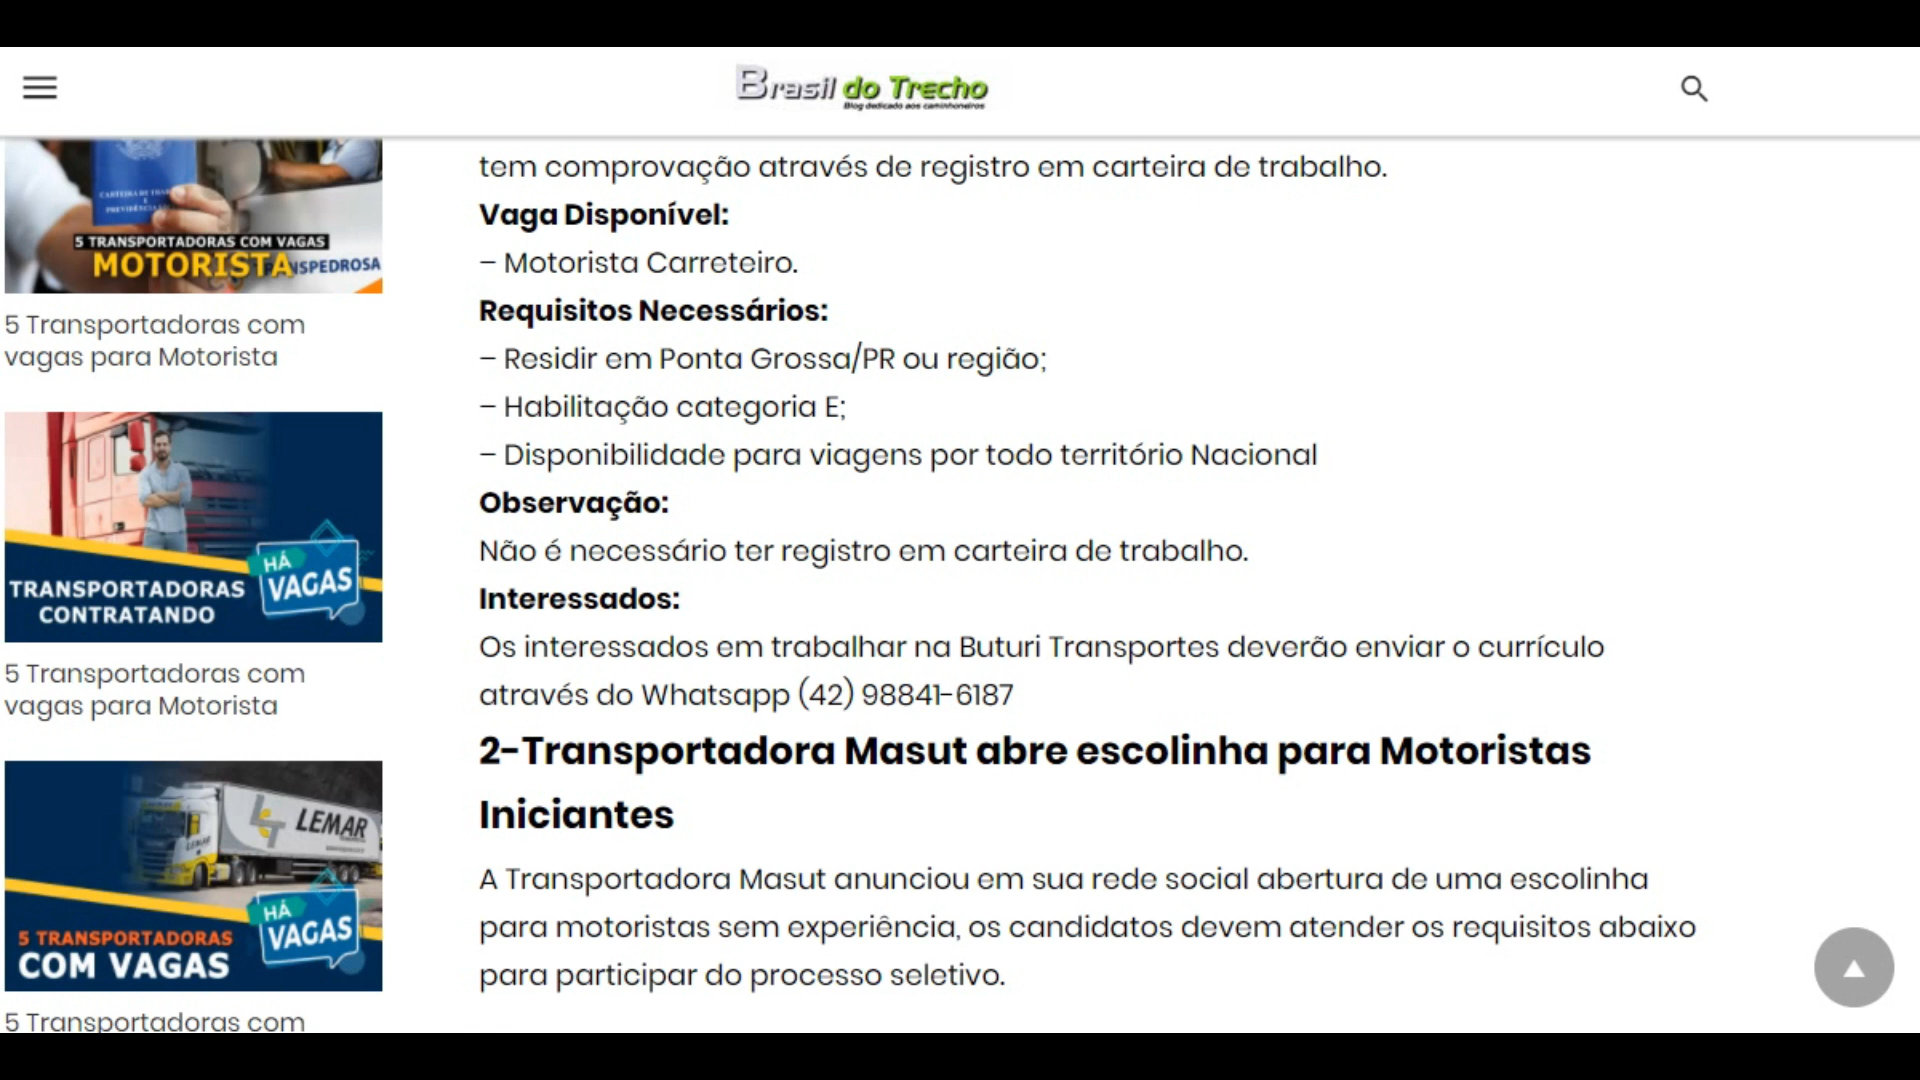 Brasil do Trecho
Blog dedicado aos caminhoneiros
CARTEIRA DE TRA
E
PREVIDÊNCIA
5 TRANSPORTADORAS COM VAGAS
MOTORISTA
NSPEDROSA
5 Transportadoras com
vagas para Motorista
TRANSPORTADORAS
CONTRATANDO
HÁ
VAGAS
5 Transportadoras com
vagas para Motorista
LEMAR
5 TRANSPORTADORAS
COM VAGAS
HÁ
VAGAS
5 Transportadoras com
tem comprovação através de registro em carteira de trabalho.
Vaga Disponível:
– Motorista Carreteiro.
Requisitos Necessários:
– Residir em Ponta Grossa/PR ou região;
– Habilitação categoria E;
– Disponibilidade para viagens por todo território Nacional
Observação:
Não é necessário ter registro em carteira de trabalho.
Interessados:
Os interessados em trabalhar na Buturi Transportes deverão enviar o currículo
através do Whatsapp (42) 98841-6187
2-Transportadora Masut abre escolinha para Motoristas
Iniciantes
A Transportadora Masut anunciou em sua rede social abertura de uma escolinha
para motoristas sem experiência, os candidatos devem atender os requisitos abaixo
para participar do processo seletivo.